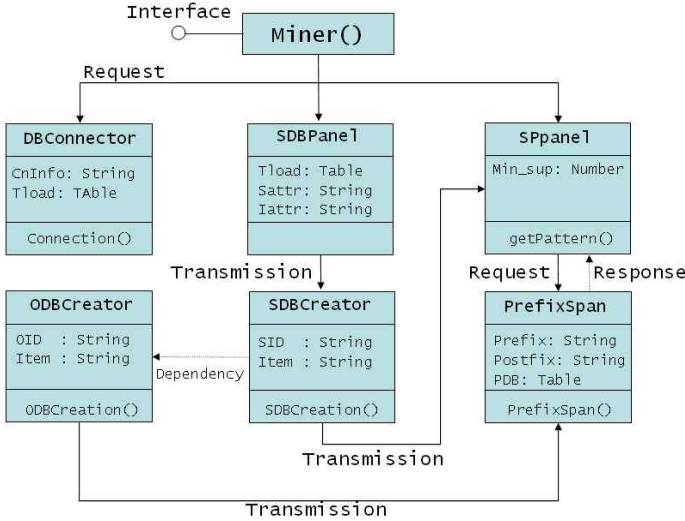 Interface
Miner()
Request
DBConnector
CnInfo: String
Tload: TAble
Connection()
SDBPanel
Tload: Table
Sattr: String
Iattr: String
SPpanel
Min_sup: Number
getPattern()
Transmission
Request
Response
ODBCreator
OID : String
Item : String
ODBCreation()
Dependency
SDBCreator
SID : String
Item : String
SDBCreation()
PrefixSpan
Prefix: String
Postfix: String
PDB: Table
PrefixSpan()
Transmission
Transmission